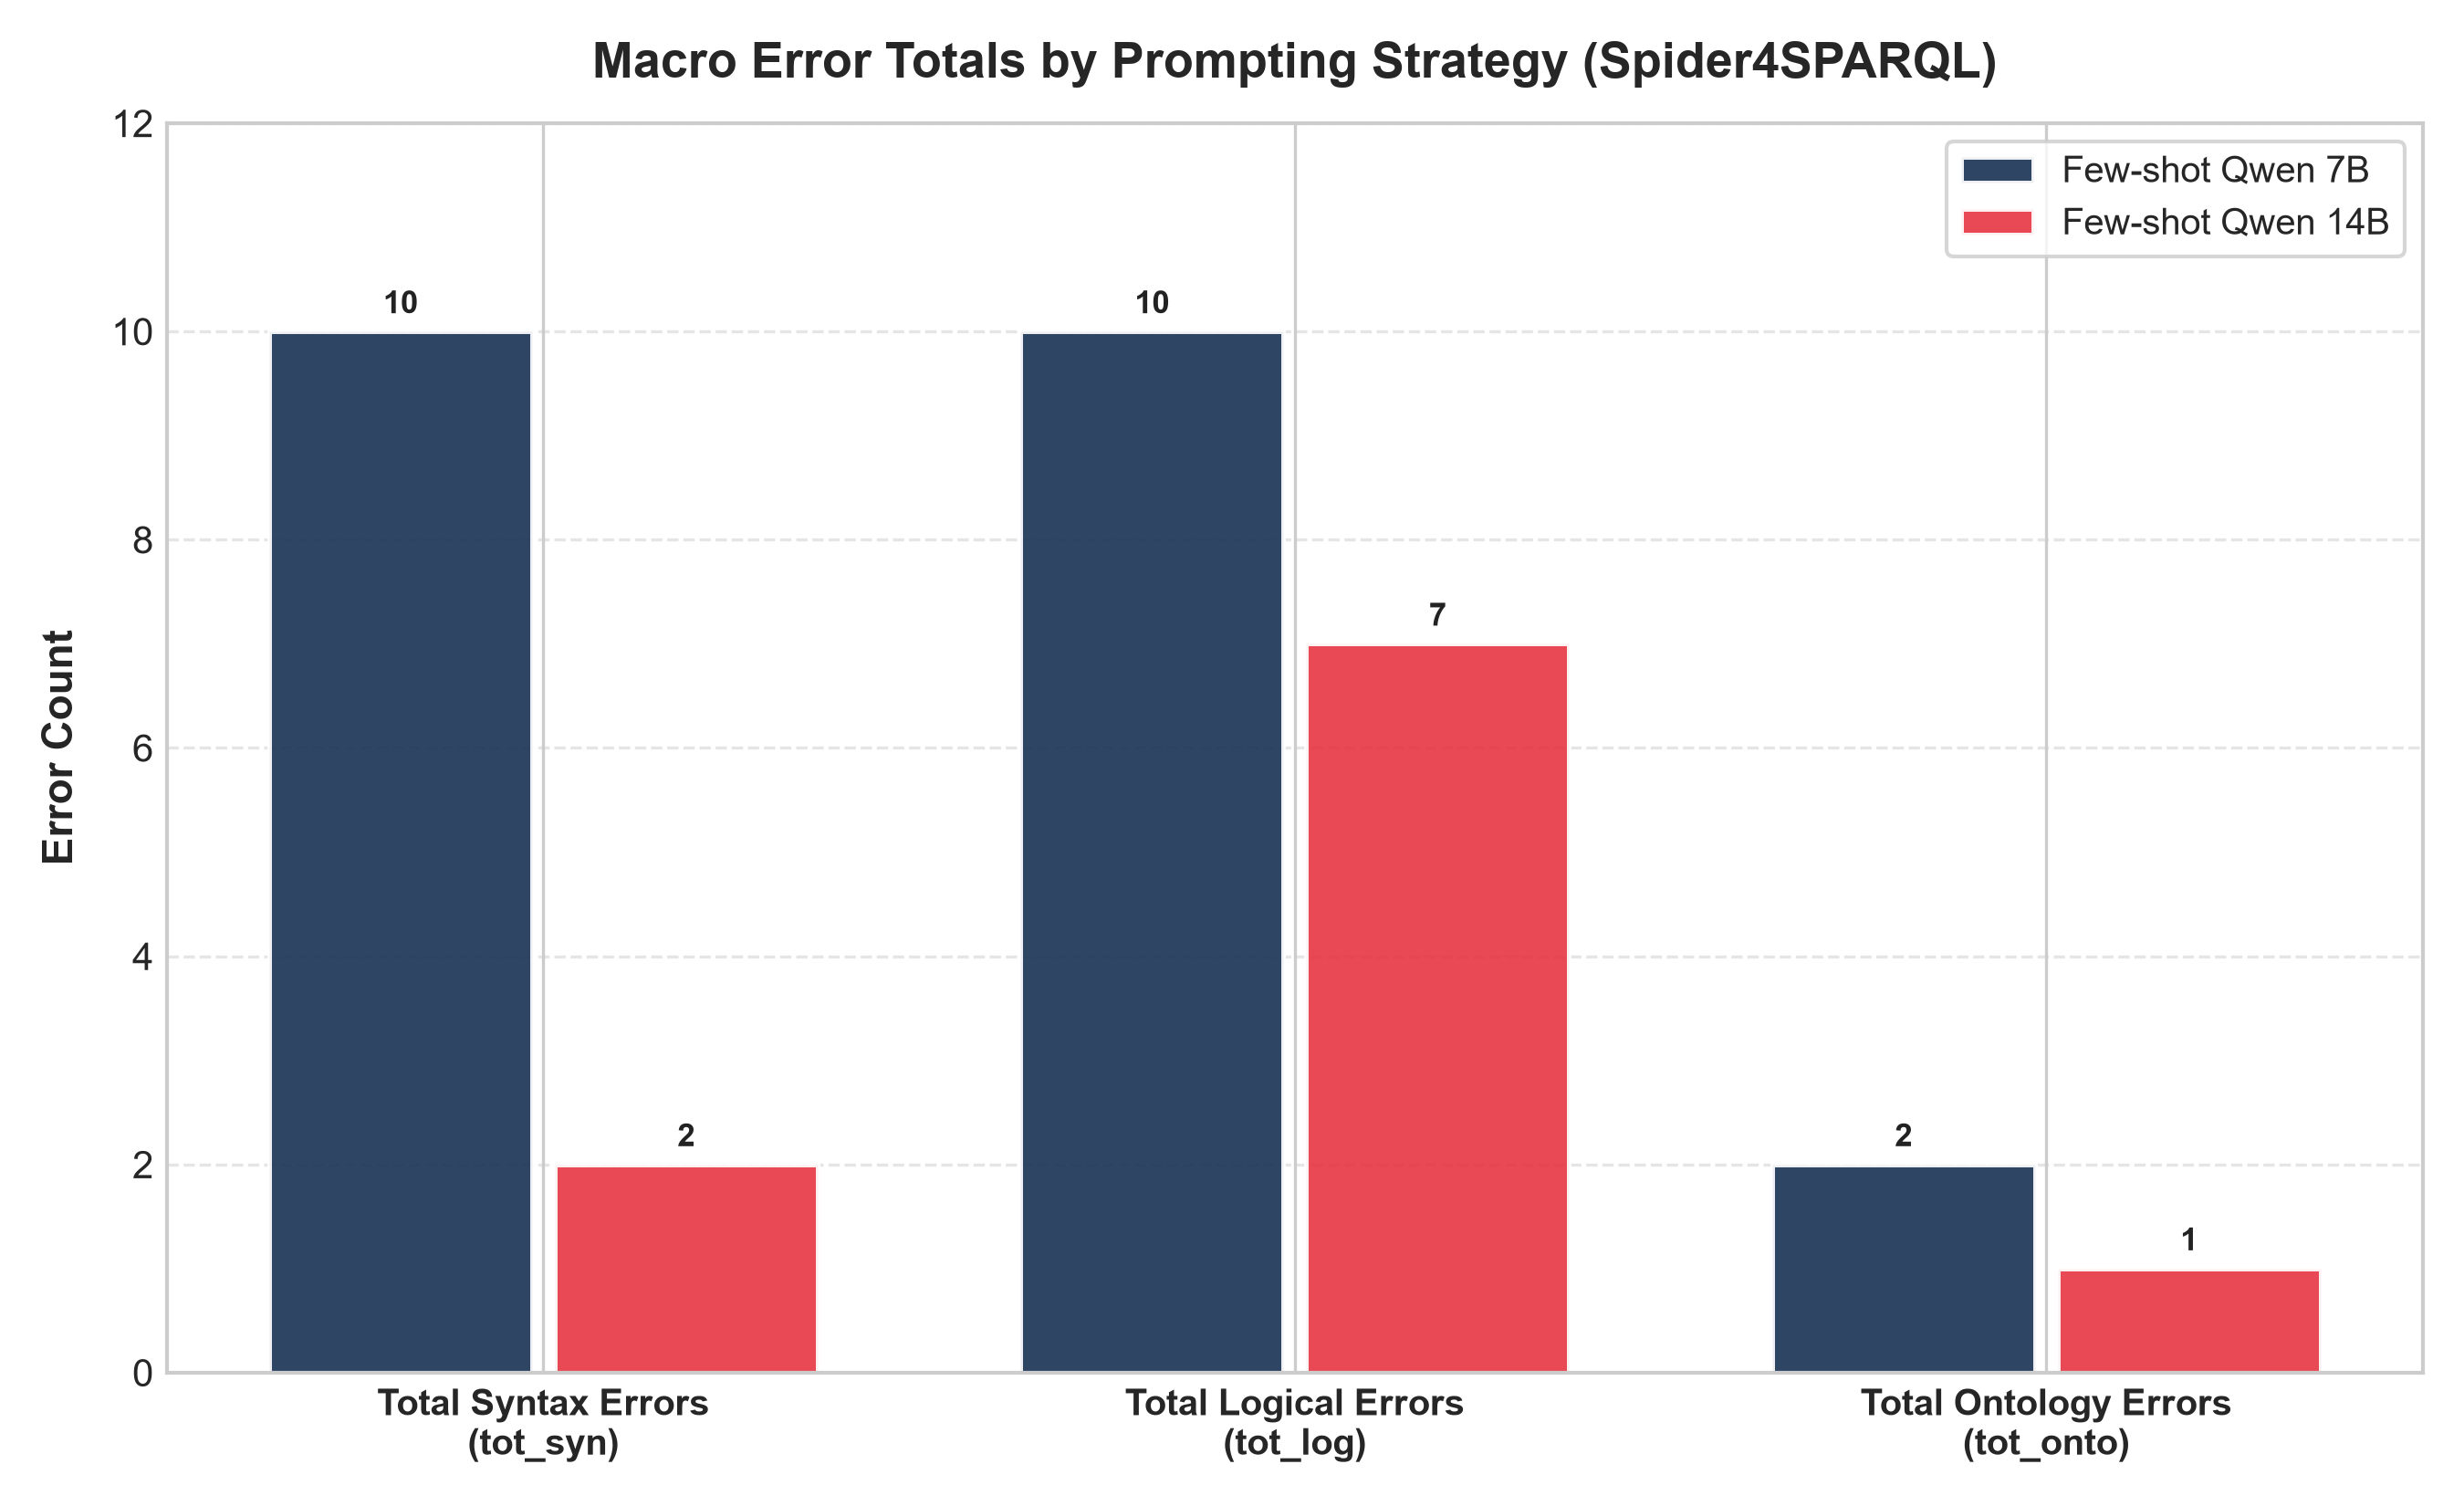 Macro Error Totals by Prompting Strategy (Spider4SPARQL)
Few-shot Qwen 7B
Few-shot Qwen 14B
Error Count
12
10
8
6
4
2
0
10
2
10
7
2
1
Total Syntax Errors
(tot_syn)
Total Logical Errors
(tot_log)
Total Ontology Errors
(tot_onto)